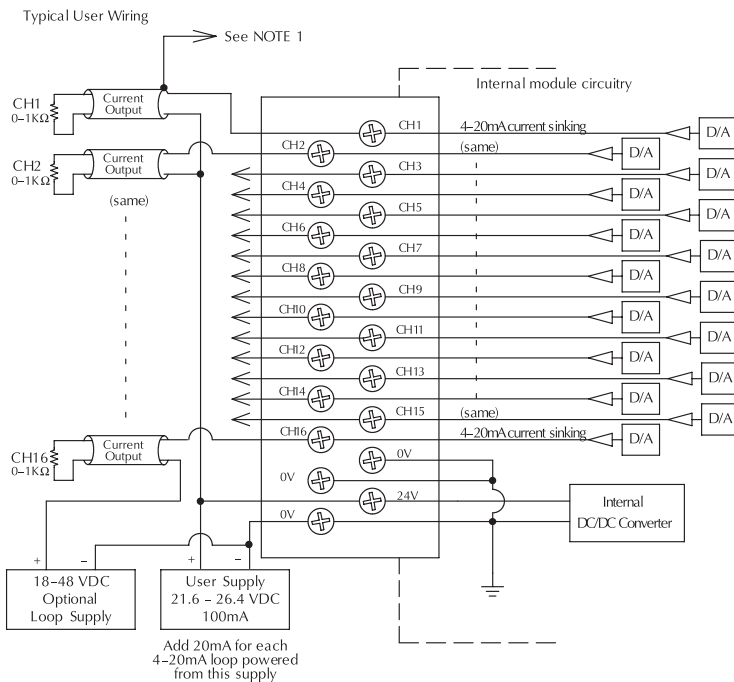 Typical User Wiring
See NOTE 1
Internal module circuitry
CH1
0–1KΩ
Current
Output
CH1
4–20mA current sinking
D/A
CH2
0–1KΩ
Current
Output
CH2
(same)
D/A
(same)
CH3
D/A
CH4
D/A
CH5
D/A
CH6
D/A
CH7
D/A
CH8
D/A
CH9
D/A
CH10
D/A
CH11
D/A
CH12
D/A
CH13
D/A
CH14
D/A
CH15
(same)
D/A
CH16
0–1KΩ
Current
Output
CH16
4–20mA current sinking
D/A
0V
0V
24V
0V
Internal
DC/DC Converter
+
–
+
–
18–48 VDC
Optional
Loop Supply
User Supply
21.6 – 26.4 VDC
100mA
Add 20mA for each
4–20mA loop powered
from this supply